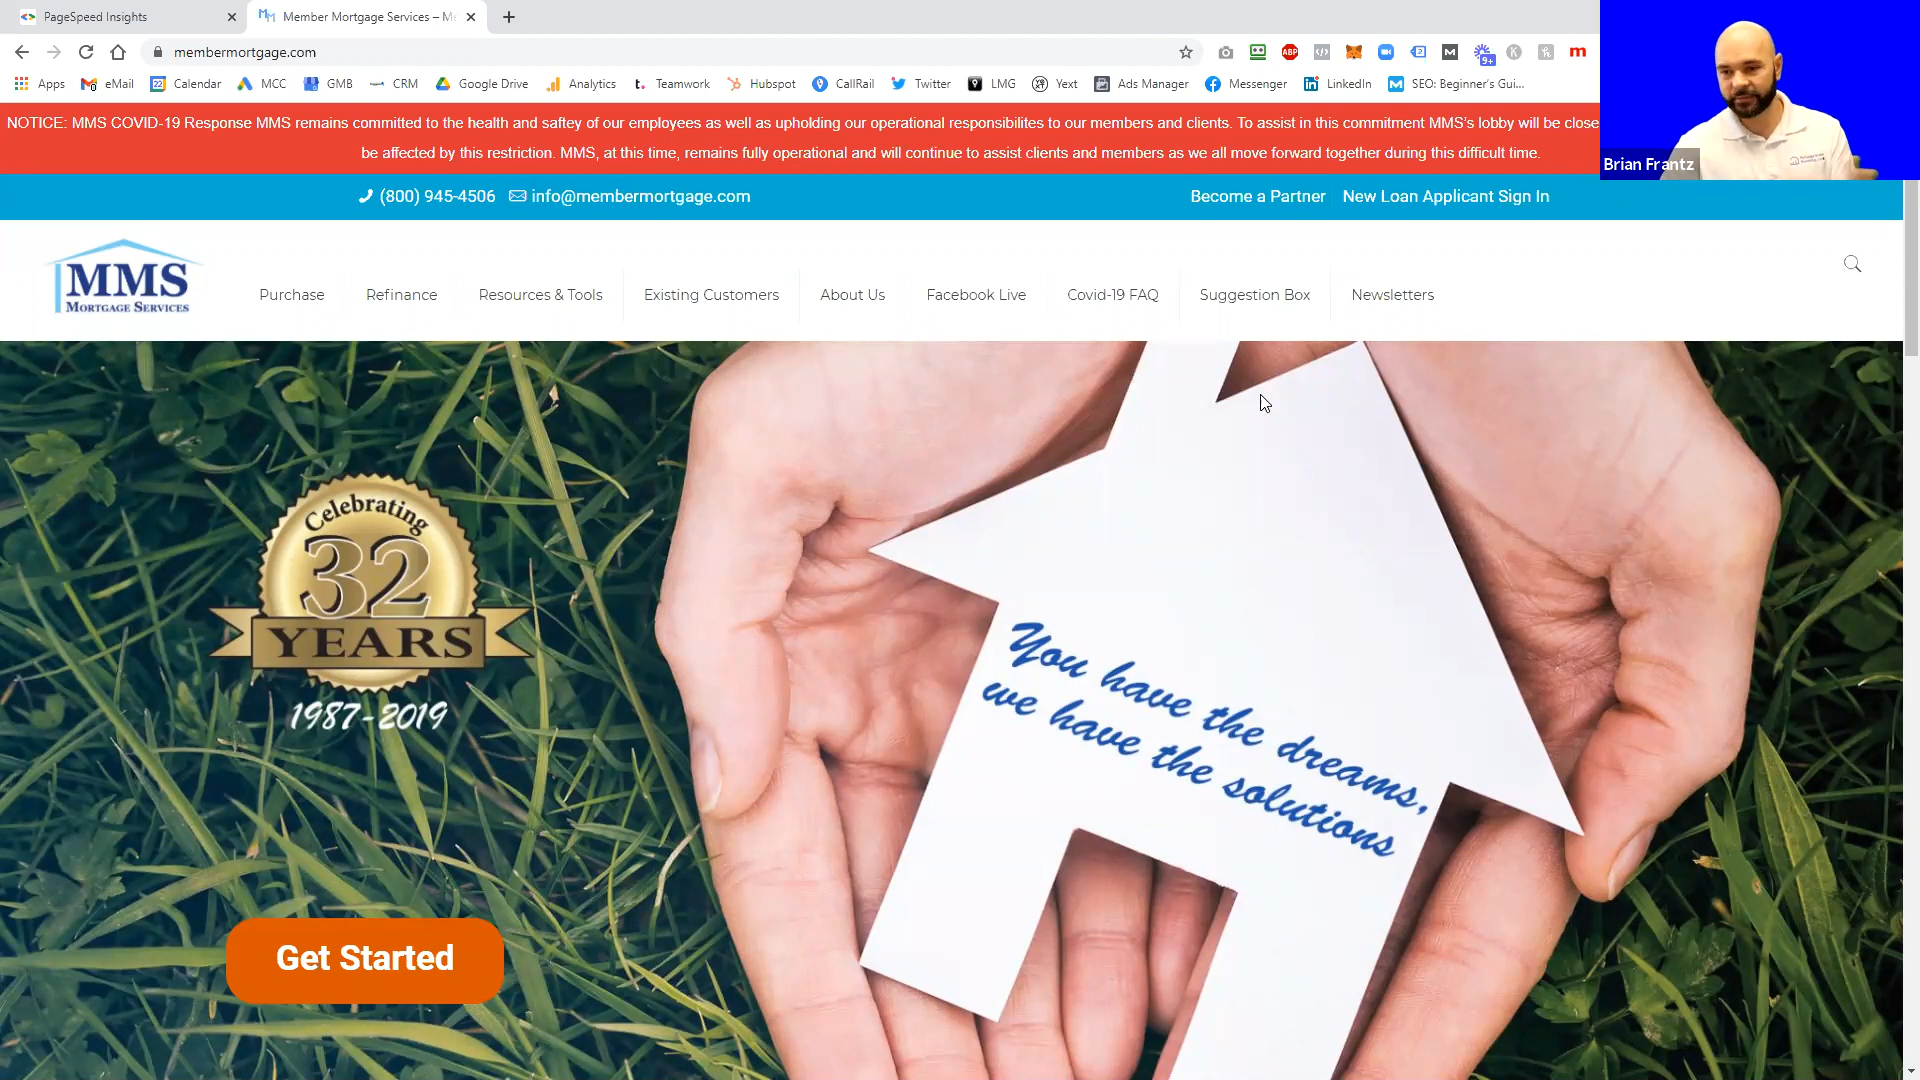 PageSpeed Insights
Member Mortgage Services – Me
membermortgage.com
ABP
9+
Apps
eMail
22
Calendar
MCC
GMB
CRM
Google Drive
Analytics
Teamwork
Hubspot
CallRail
Twitter
LMG
Yext
Ads Manager
Messenger
LinkedIn
SEO: Beginner's Gui...
NOTICE: MMS COVID-19 Response MMS remains committed to the health and saftey of our employees as well as upholding our operational responsibilites to our members and clients. To assist in this commitment MMS's lobby will be close
be affected by this restriction. MMS, at this time, remains fully operational and will continue to assist clients and members as we all move forward together during this difficult time.
Brian Frantz
(800) 945-4506
info@membermortgage.com
Become a Partner
New Loan Applicant Sign In
MMS
MORTGAGE SERVICES
Purchase
Refinance
Resources & Tools
Existing Customers
About Us
Facebook Live
Covid-19 FAQ
Suggestion Box
Newsletters
Celebrating
32
YEARS
1987-2019
You have the dreams,
we have the solutions
Get Started